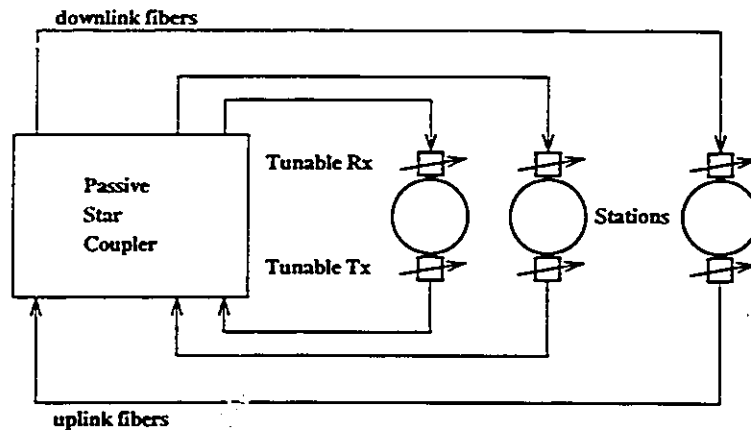 downlink fibers
Tunable Rx
Passive
Star
Coupler
Stations
Tunable Tx
uplink fibers